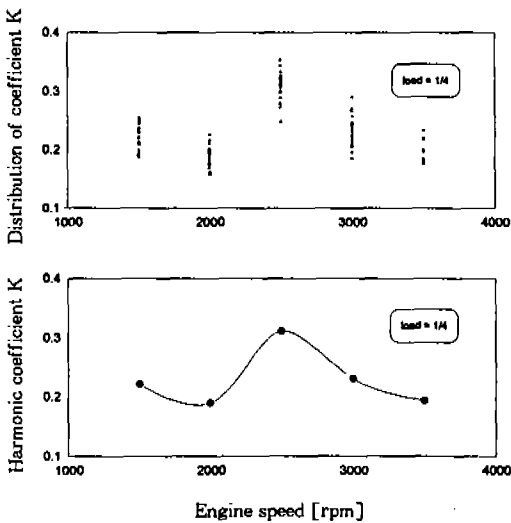 Distribution of coefficient K
0.4
0.3
0.2
0.1
load = 1/4
1000 2000 3000 4000
Harmonic coefficient K
0.4
0.3
0.2
0.1
load = 1/4
1000 2000 3000 4000
Engine speed [rpm]